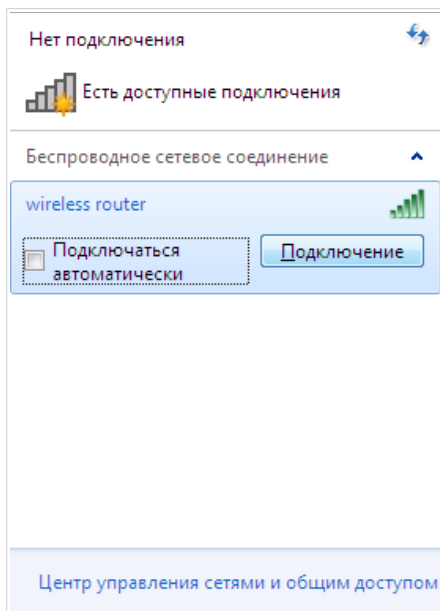 Нет подключения
Есть доступные подключения
Беспроводное сетевое соединение
wireless router
Подключаться
автоматически
Подключение
Центр управления сетями и общим доступом